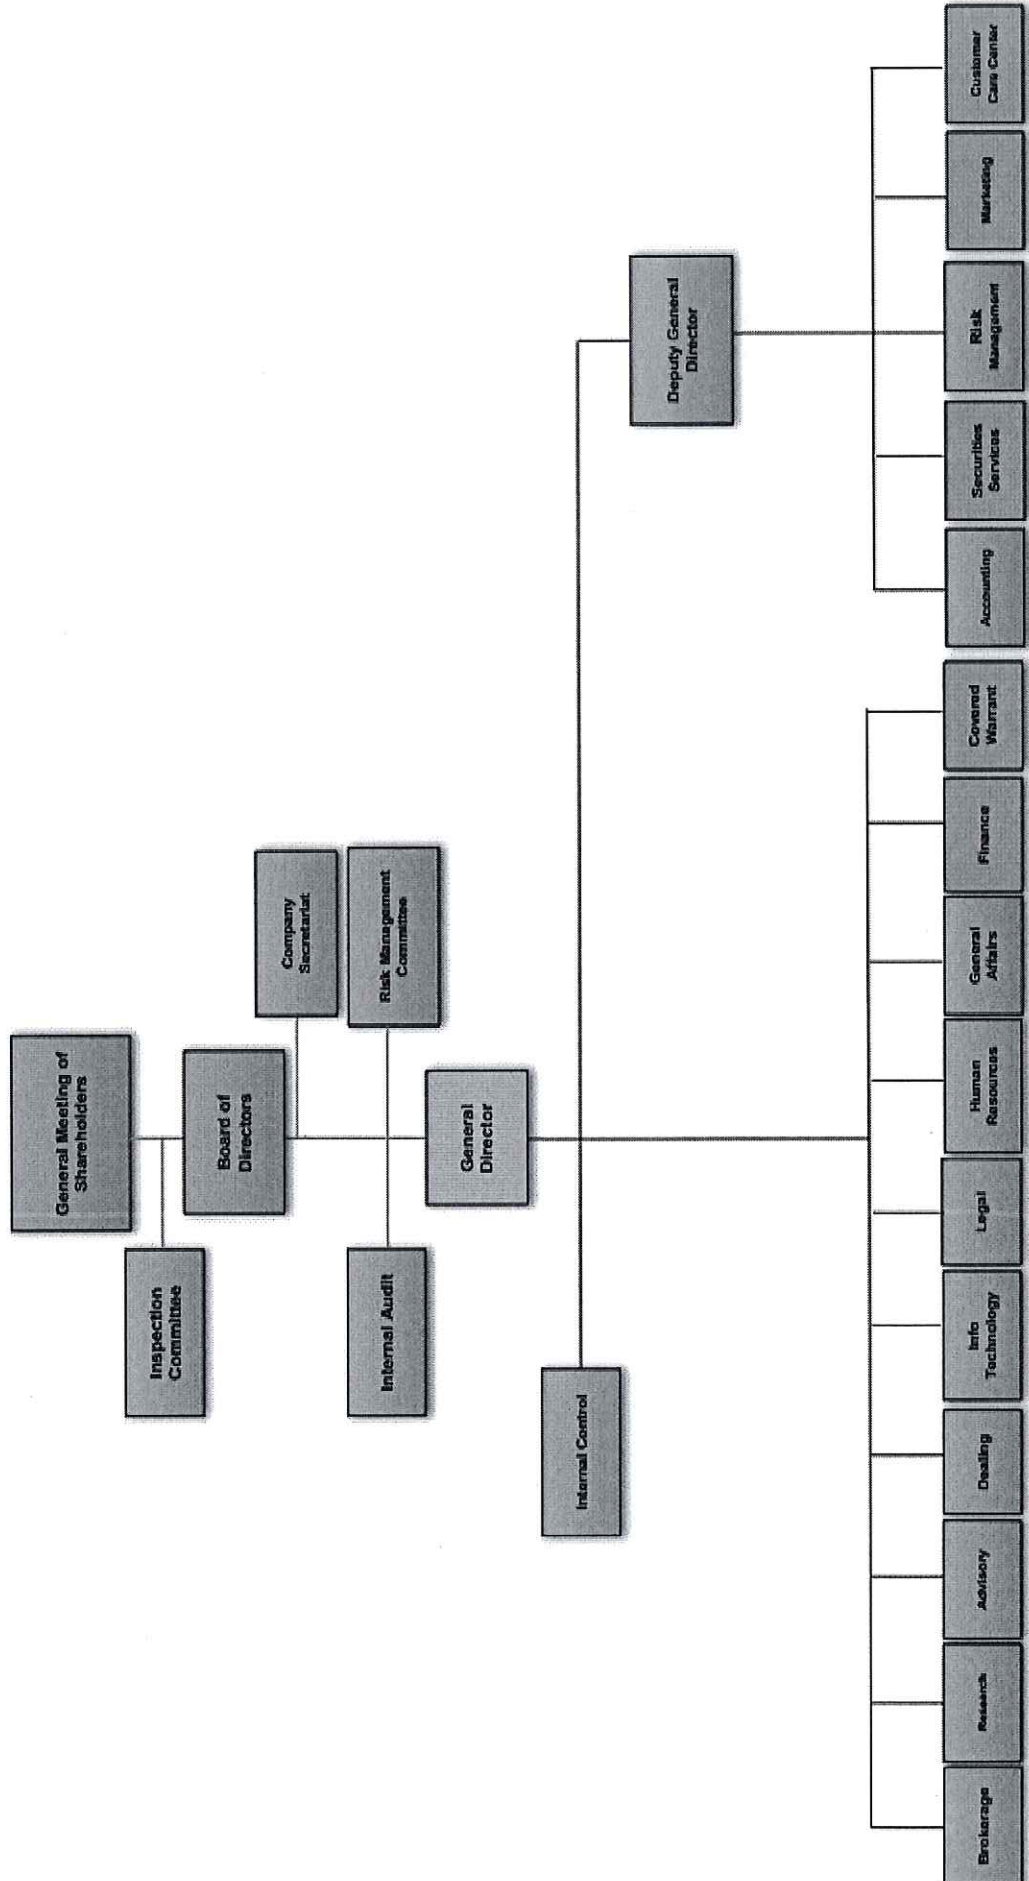 General Meeting of
Shareholders
Inspection
Committee
Board of
Directors
Company
Secretariat
Internal Audit
Risk Management
Committee
General
Director
Internal Control
Deputy General
Director
Brokerage
Research
Advisory
Dealing
Info
Technology
Legal
Human
Resources
General
Affairs
Finance
Covered
Warrant
Accounting
Securities
Services
Risk
Management
Marketing
Customer
Care Center